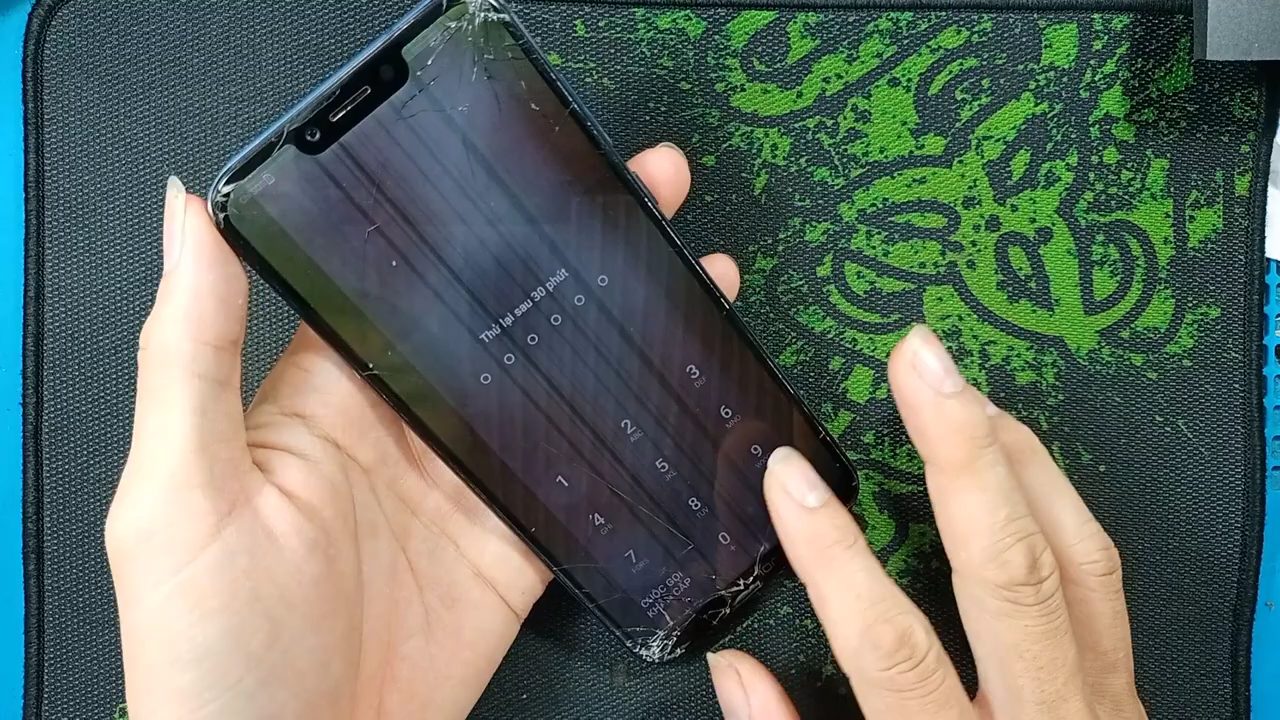 Thử lại sau 30 phút
1
2 ABC
3 DEF
4 GHI
5 JKL
6 MNO
7 PQRS
8 TUV
9
0 +
CUỘC GỌI
KHẨN CẤP